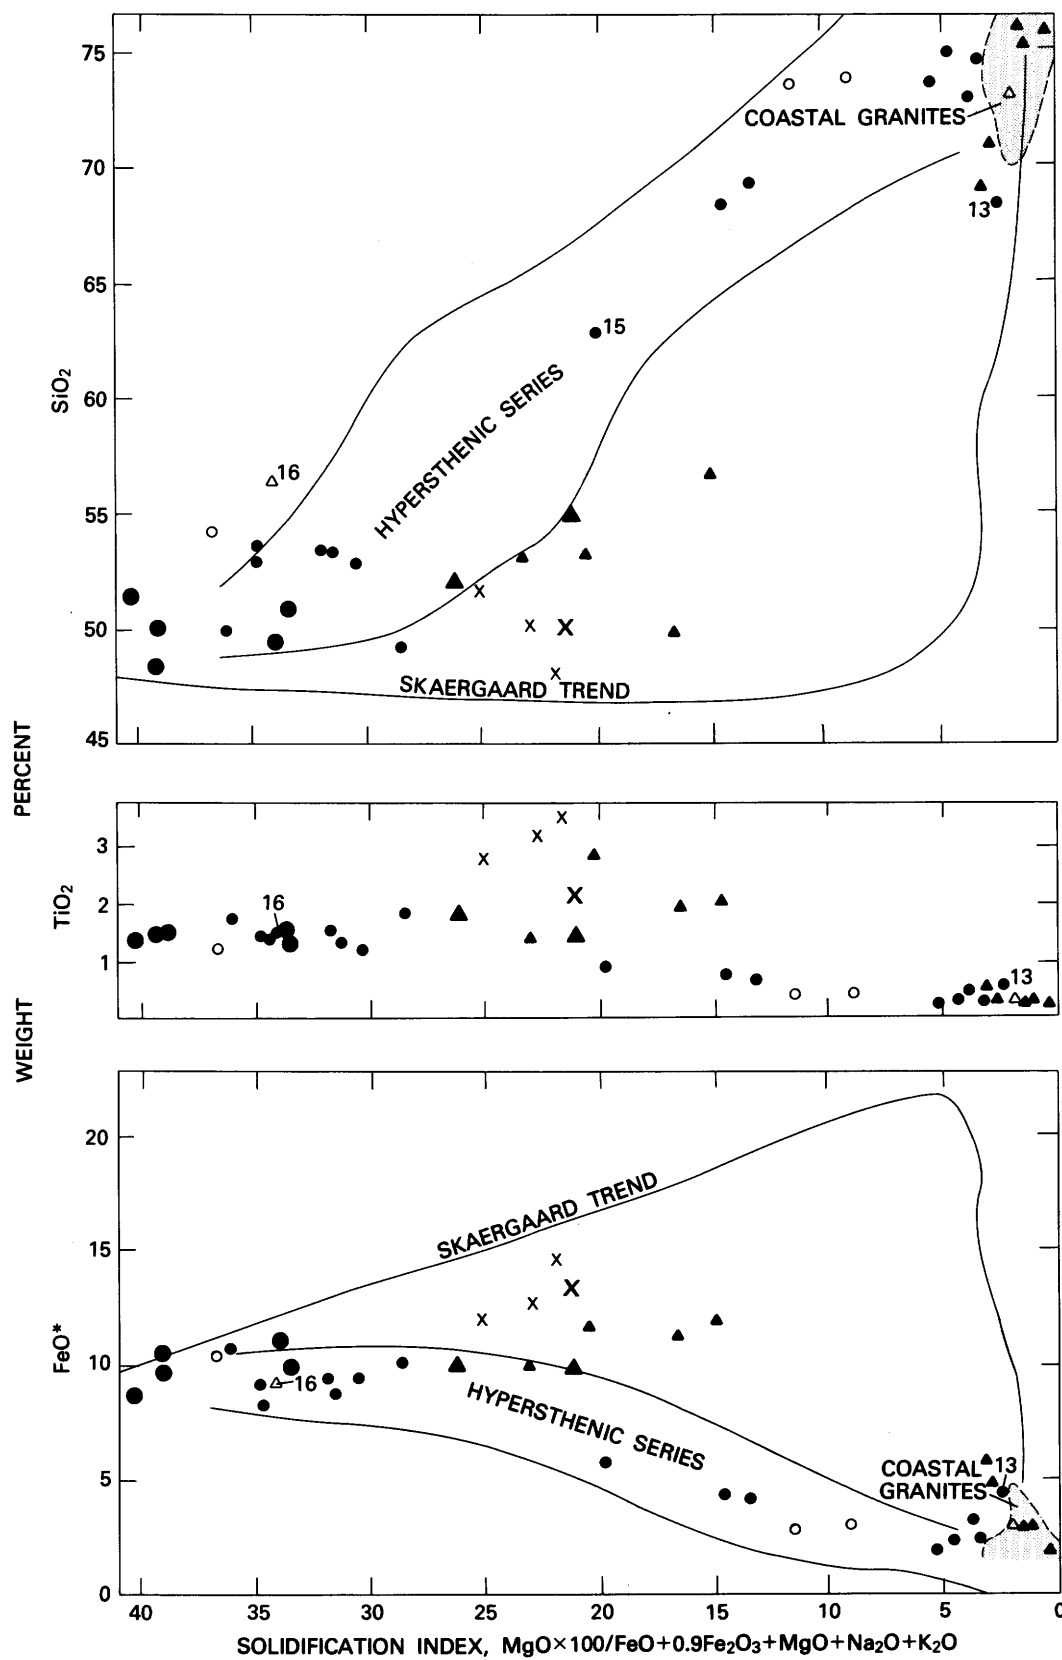 75
70
65
60
55
50
45
SiO₂
COASTAL GRANITES
13
15
HYPERSTHENIC SERIES
16
SKAERGAARD TREND
WEIGHT PERCENT
3
2
1
TiO₂
16
13
20
15
10
5
0
FeO*
SKAERGAARD TREND
16
HYPERSTHENIC SERIES
COASTAL
GRANITES
13
40 35 30 25 20 15 10 5 0
SOLIDIFICATION INDEX, MgO×100/FeO+0.9Fe₂O₃+MgO+Na₂O+K₂O